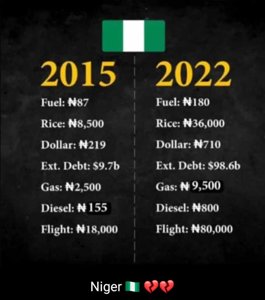 2015
Fuel: ₦87
Rice: ₦8,500
Dollar: ₦219
Ext. Debt: $9.7b
Gas: ₦2,500
Diesel: ₦ 155
Flight: ₦18,000
2022
Fuel: ₦180
Rice: ₦36,000
Dollar: ₦710
Ext. Debt: $98.6b
Gas: ₦ 9,500
Diesel: ₦800
Flight: ₦80,000
Niger 🇳🇬 💔💔